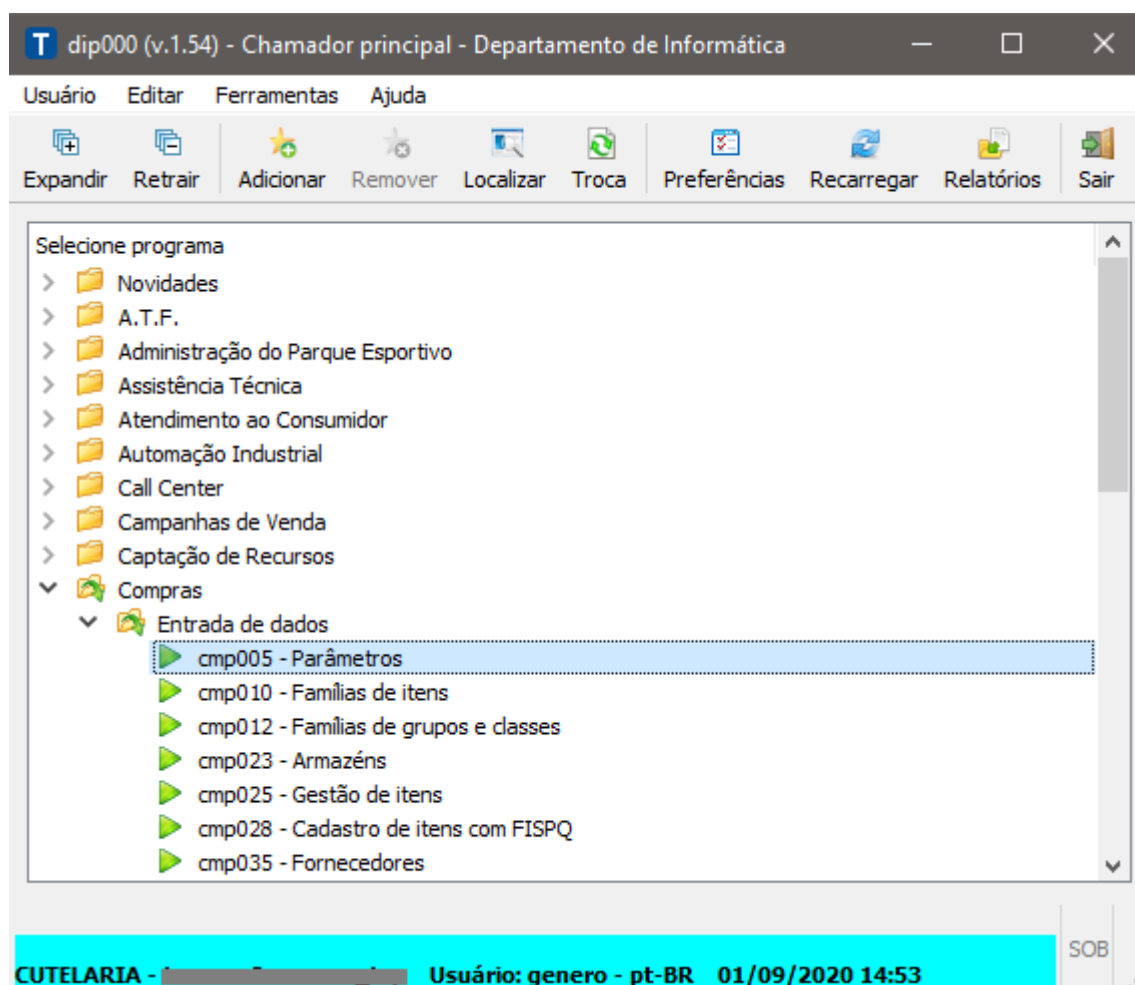 T dip000 (v.1.54) - Chamador principal - Departamento de Informática
Usuário Editar Ferramentas Ajuda
Expandir Retrair Adicionar Remover Localizar Troca Preferências Recarregar Relatórios Sair
Selecione programa
Novidades
A.T.F.
Administração do Parque Esportivo
Assistência Técnica
Atendimento ao Consumidor
Automação Industrial
Call Center
Campanhas de Venda
Captação de Recursos
Compras
Entrada de dados
cmp005 - Parâmetros
cmp010 - Famílias de itens
cmp012 - Famílias de grupos e classes
cmp023 - Armazéns
cmp025 - Gestão de itens
cmp028 - Cadastro de itens com FISPQ
cmp035 - Fornecedores
SOB
CUTELARIA - Usuário: genero - pt-BR 01/09/2020 14:53